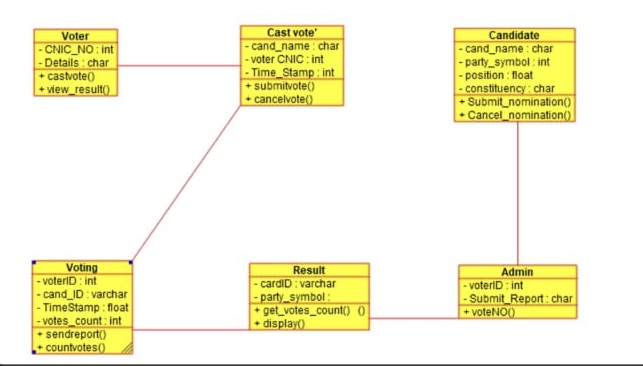 Voter
- CNIC_NO : int
- Details : char
+ castvote()
+ view_result()
Cast vote'
- cand_name : char
- voter CNIC : int
- Time_Stamp : int
+ submitvote()
+ cancelvote()
Candidate
- cand_name : char
- party_symbol : int
- position : float
- constituency : char
+ Submit_nomination()
+ Cancel_nomination()
Voting
- voterID : int
- cand_ID : varchar
- TimeStamp : float
- votes_count : int
+ sendreport()
+ countvotes()
Result
- cardID : varchar
- party_symbol :
+ get_votes_count() ()
+ display()
Admin
- voterID : int
- Submit_Report : char
+ voteNO()